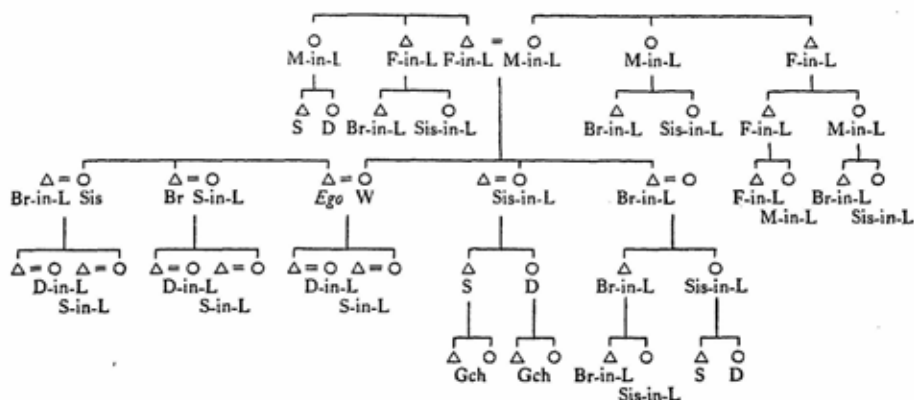 M-in-L F-in-L F-in-L M-in-L M-in-L F-in-L
S D Br-in-L Sis-in-L Br-in-L Sis-in-L F-in-L M-in-L
Br-in-L Sis Br S-in-L Ego W Sis-in-L Br-in-L F-in-L Br-in-L
M-in-L Sis-in-L
D-in-L D-in-L D-in-L S D Br-in-L Sis-in-L
S-in-L S-in-L S-in-L
Gch Gch Br-in-L S D
Sis-in-L